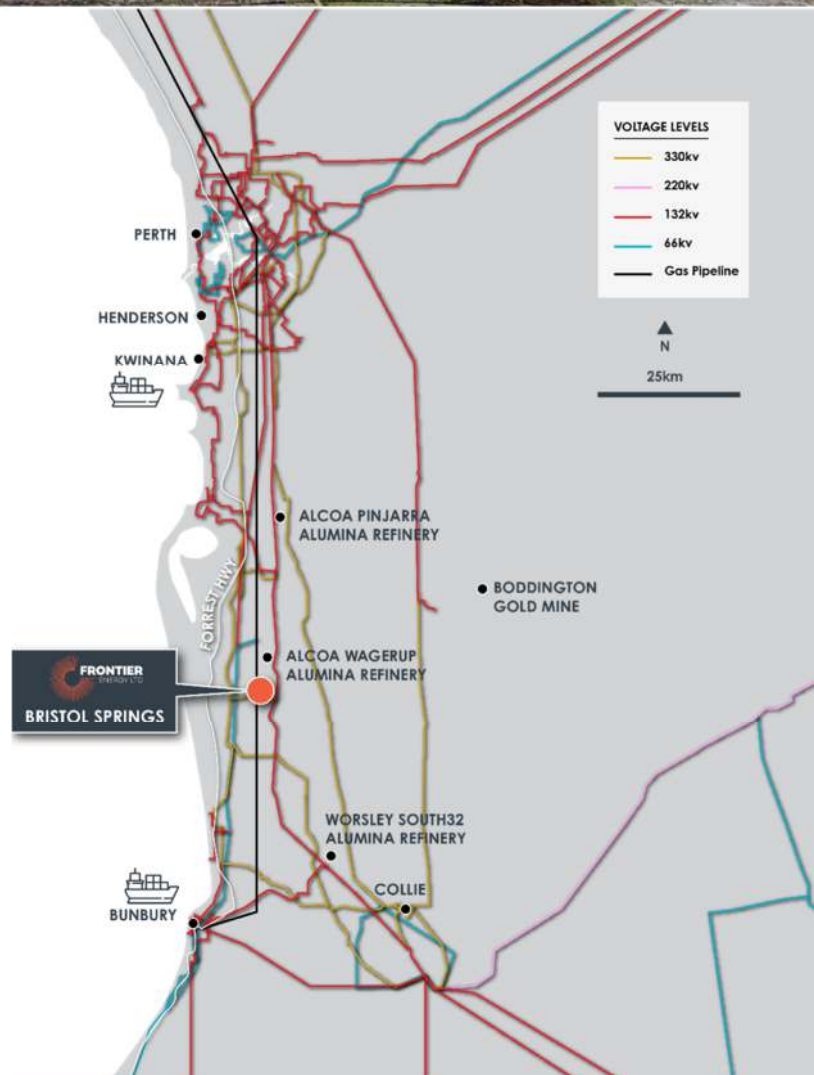 VOLTAGE LEVELS
330kv
220kv
132kv
66kv
Gas Pipeline
N
25km
PERTH
HENDERSON
KWINANA
ALCOA PINJARRA
ALUMINA REFINERY
BODDINGTON
GOLD MINE
FORREST HWY
ALCOA WAGERUP
ALUMINA REFINERY
FRONTIER
ENERGY LTD
BRISTOL SPRINGS
WORSLEY SOUTH32
ALUMINA REFINERY
COLLIE
BUNBURY